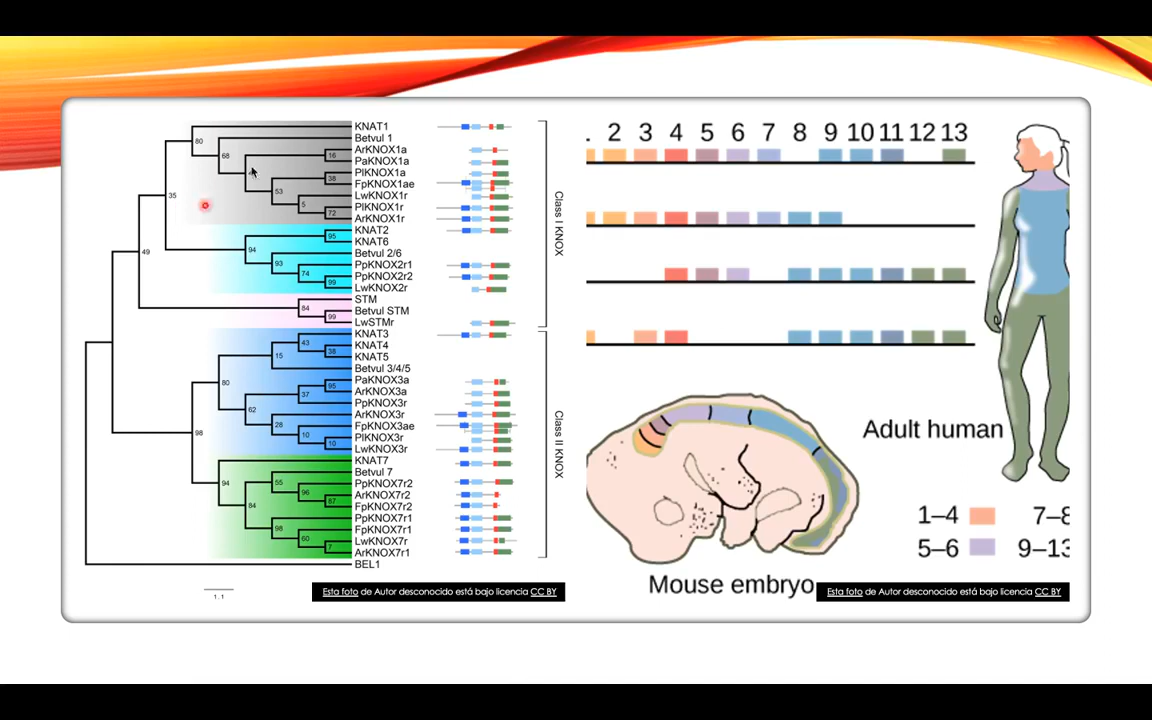 KNAT1
Betvul 1
ArKNOX1a
PaKNOX1a
PlKNOX1a
FpKNOX1ae
LwKNOX1r
PlKNOX1r
ArKNOX1r
KNAT2
KNAT6
Betvul 2/6
PpKNOX2r1
PpKNOX2r2
LwKNOX2r
STM
Betvul STM
LwSTMr
KNAT3
KNAT4
KNAT5
Betvul 3/4/5
PaKNOX3a
ArKNOX3a
PpKNOX3r
ArKNOX3r
FpKNOX3ae
PlKNOX3r
LwKNOX3r
KNAT7
Betvul 7
PpKNOX7r2
ArKNOX7r2
FpKNOX7r2
PpKNOX7r1
FpKNOX7r1
LwKNOX7r
ArKNOX7r1
BEL1
80
68
16
38
53
5
72
35
95
94
93
74
99
49
84
99
43
38
15
80
95
37
62
28
10
10
98
94
55
96
87
84
98
60
7
1.1
Class I KNOX
Class II KNOX
Esta foto de Autor desconocido está bajo licencia CC BY
2 3 4 5 6 7 8 9 10 11 12 13
Adult human
1–4 7–8
5–6 9–13
Mouse embryo
Esta foto de Autor desconocido está bajo licencia CC BY